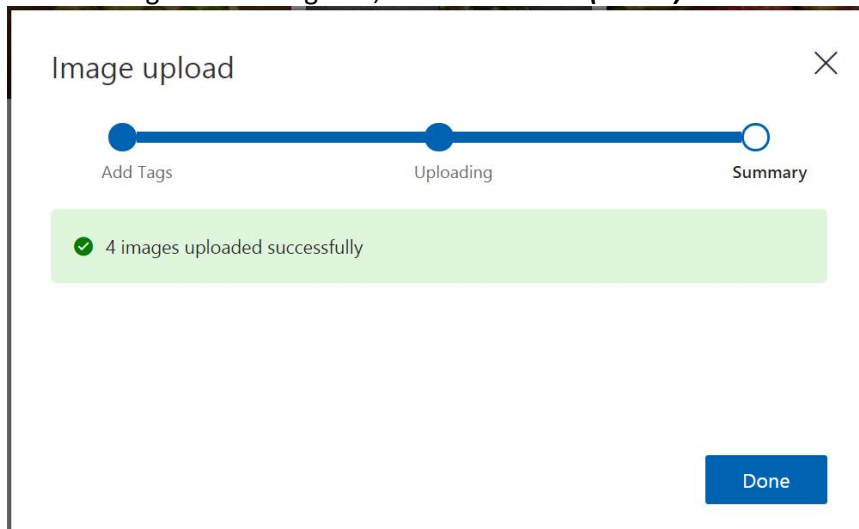 Image upload
Add Tags
Uploading
Summary
4 images uploaded successfully
Done